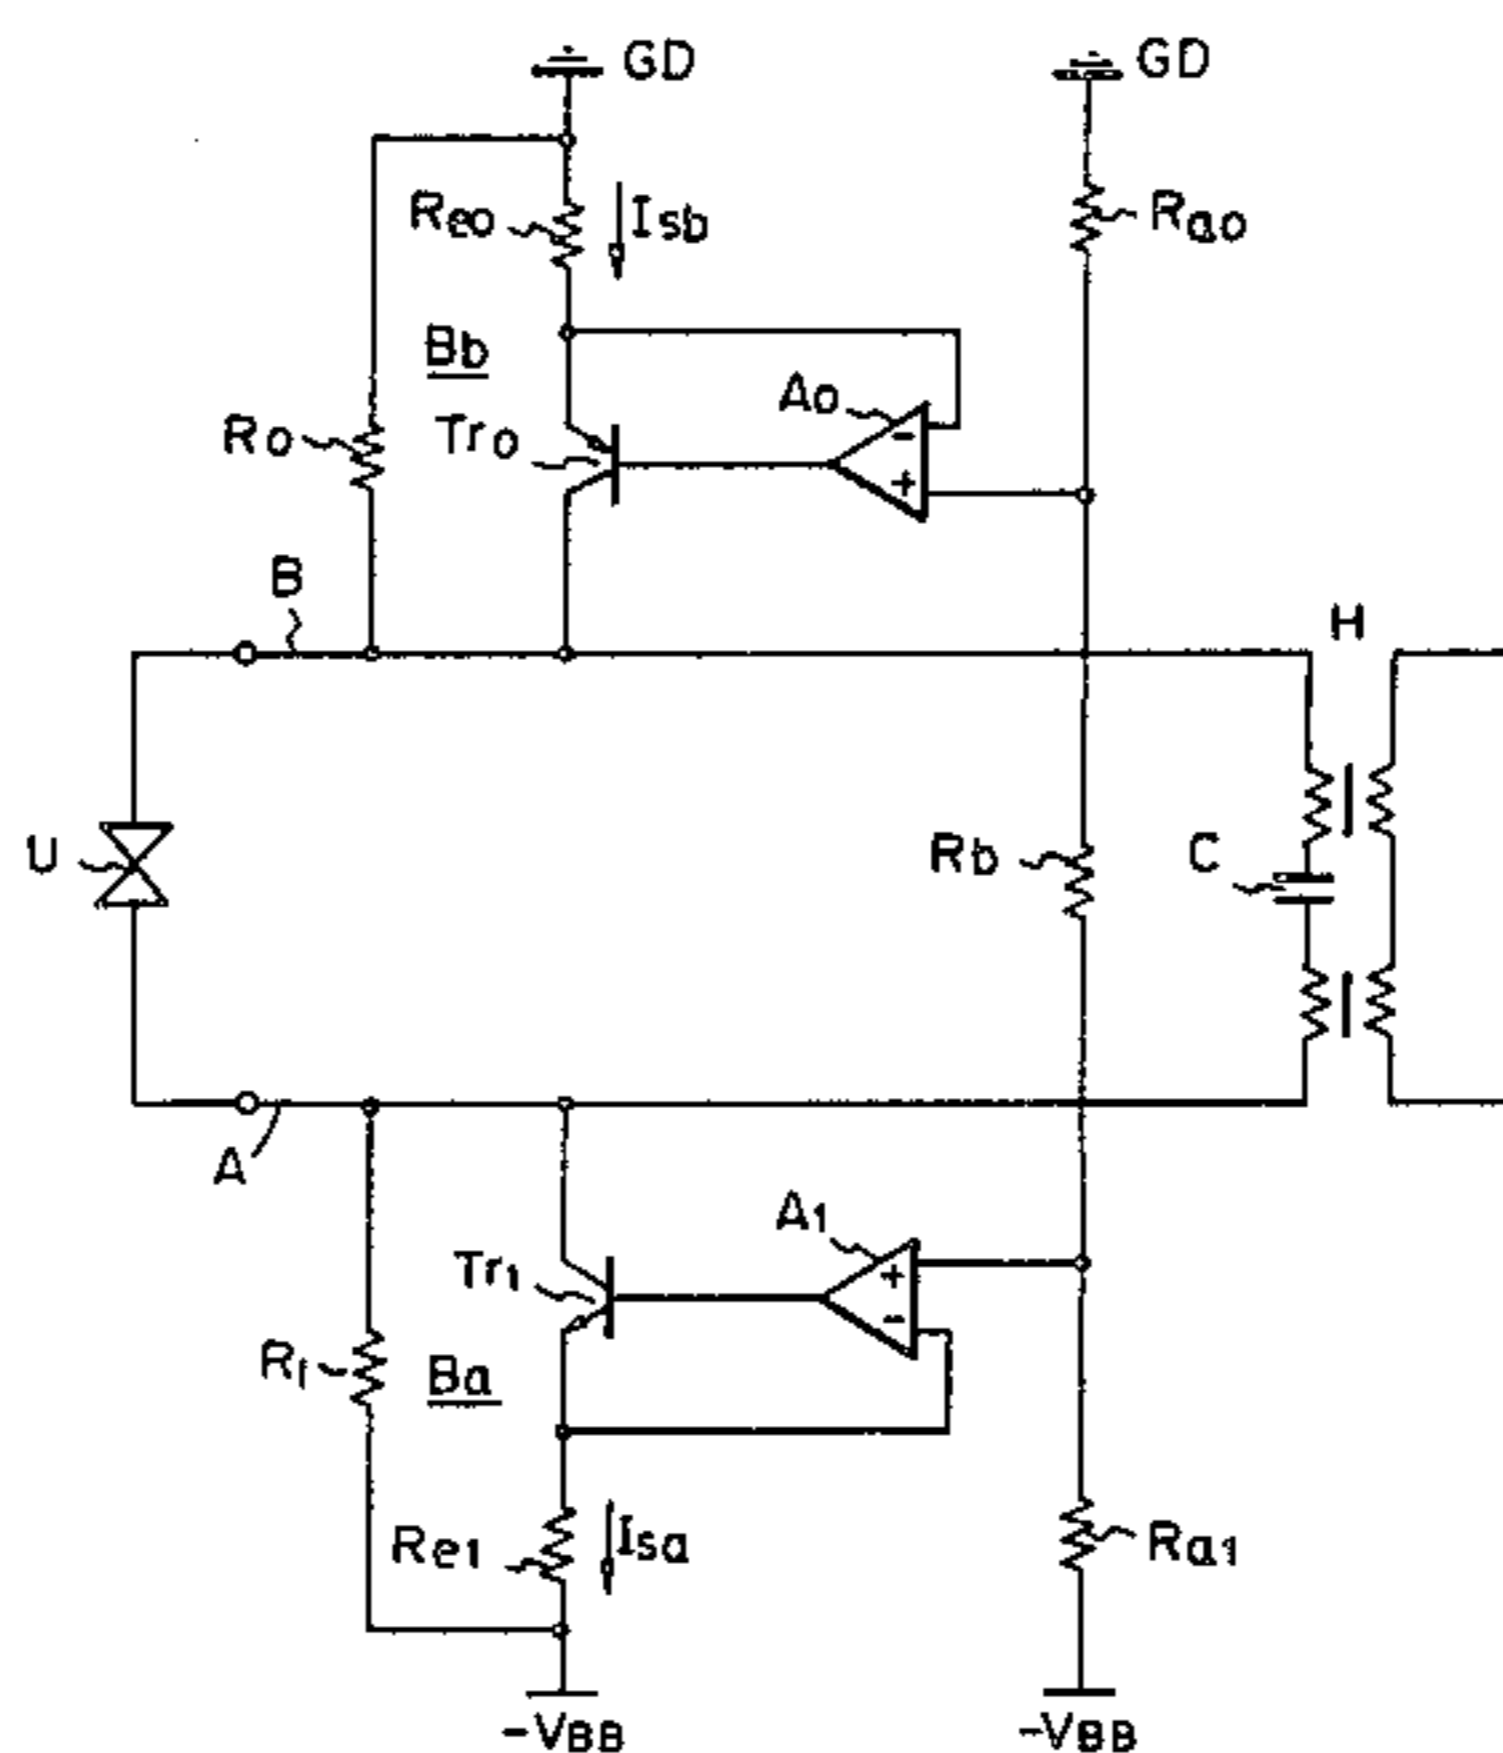 GD
GD
Reo
Isb
Rao
Bb
Ao
-
+
Ro
Tro
B
H
U
Rb
C
A
A1
+
-
Tr1
R1
Ba
Re1
Isa
Ra1
-VBB
-VBB